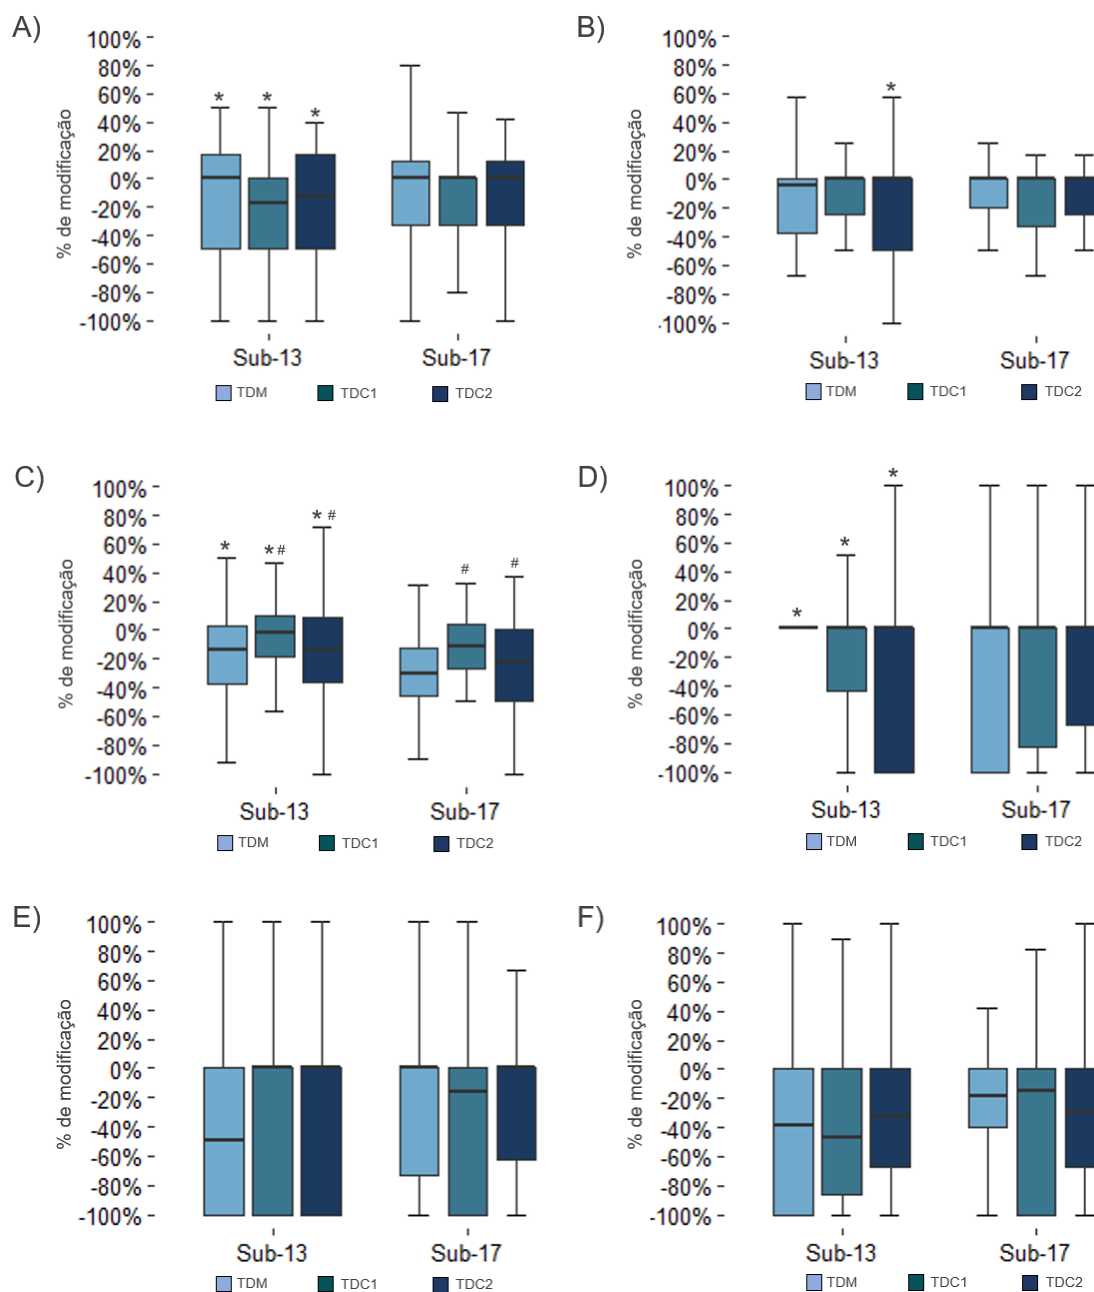 A)
% de modificação
100%
80%
60%
40%
20%
0%
-20%
-40%
-60%
-80%
-100%
* * *
Sub-13 Sub-17
TDM TDC1 TDC2
B)
% de modificação
100%
80%
60%
40%
20%
0%
-20%
-40%
-60%
-80%
-100%
*
Sub-13 Sub-17
TDM TDC1 TDC2
C)
% de modificação
100%
80%
60%
40%
20%
0%
-20%
-40%
-60%
-80%
-100%
* *# *# # #
Sub-13 Sub-17
TDM TDC1 TDC2
D)
% de modificação
100%
80%
60%
40%
20%
0%
-20%
-40%
-60%
-80%
-100%
* * *
Sub-13 Sub-17
TDM TDC1 TDC2
E)
% de modificação
100%
80%
60%
40%
20%
0%
-20%
-40%
-60%
-80%
-100%
Sub-13 Sub-17
TDM TDC1 TDC2
F)
% de modificação
100%
80%
60%
40%
20%
0%
-20%
-40%
-60%
-80%
-100%
Sub-13 Sub-17
TDM TDC1 TDC2